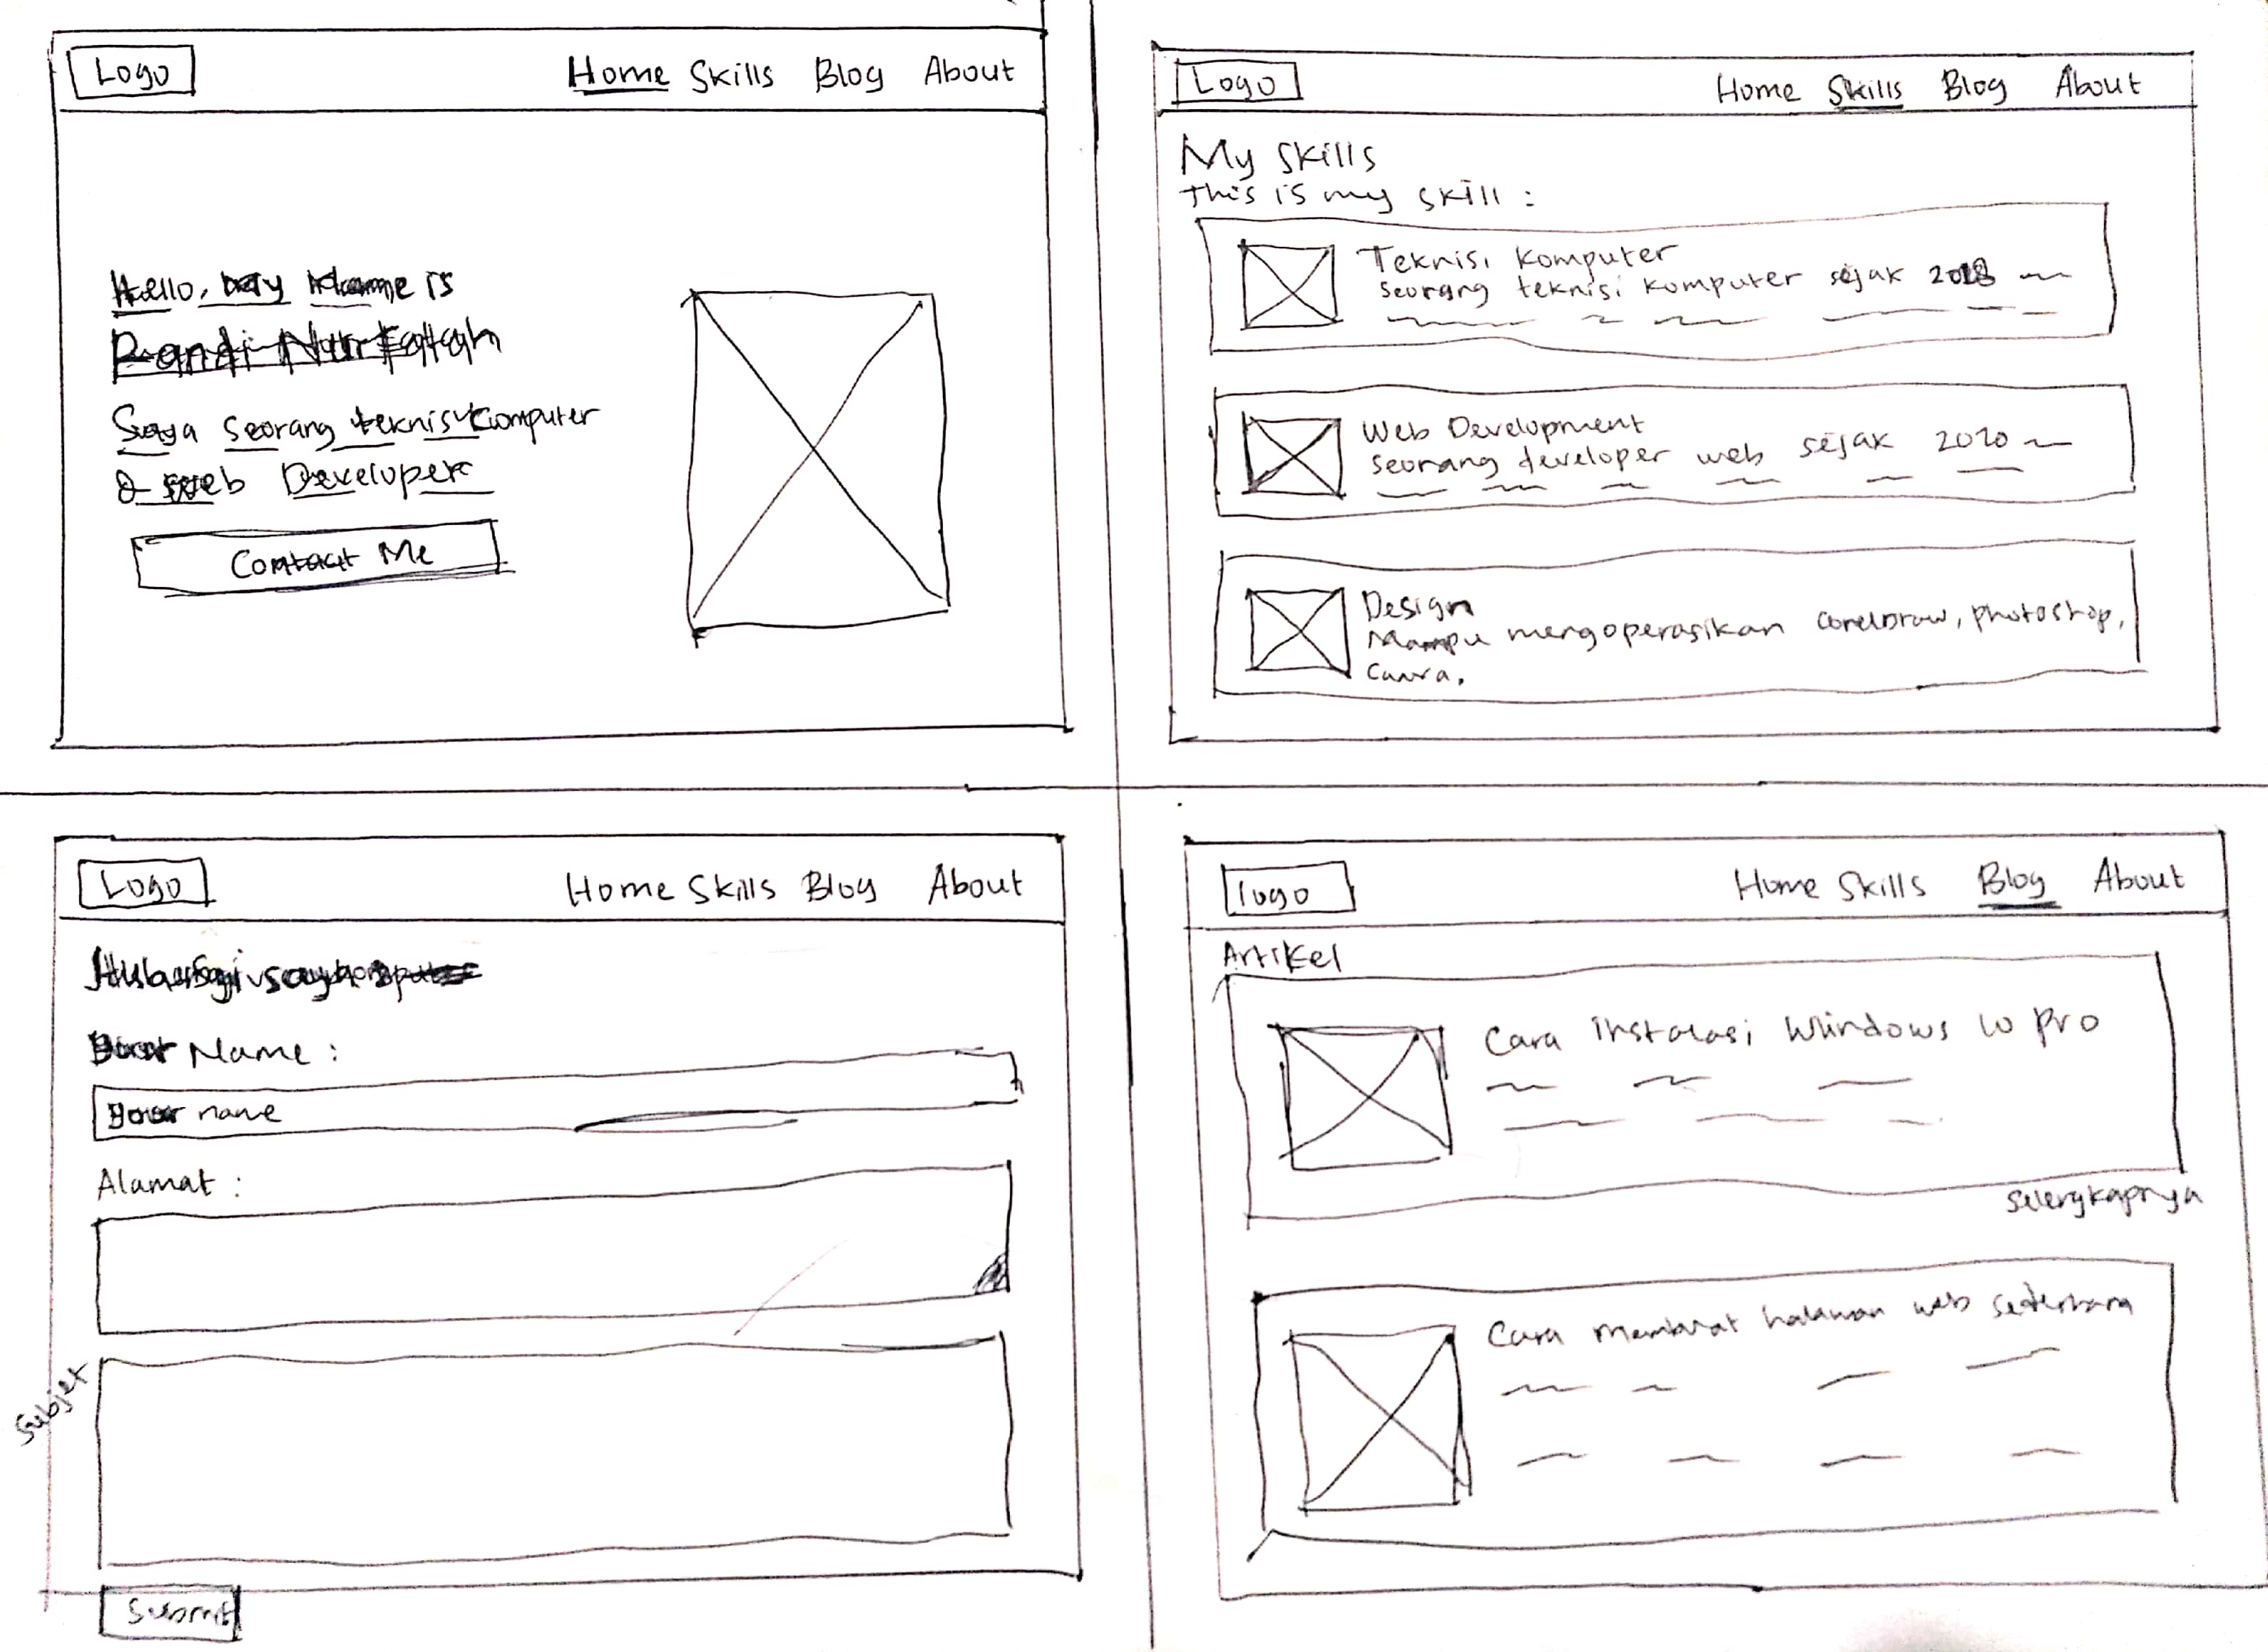 Logo
Home Skills Blog About
Hello, my Name is
Pandi Nur Fattah
Saya seorang teknisi komputer
& web Developer
Contact Me
Logo
Home Skills Blog About
My Skills
This is my skill :
Teknisi Komputer
seorang teknisi komputer sejak 2018
Web Development
seorang developer web sejak 2020
Design
Mampu mengoperasikan CorelDraw, photoshop,
Canva.
Logo
Home Skills Blog About
Hubungi saya
Name :
Your name
Alamat :
Subjet
Submit
logo
Home Skills Blog About
Artikel
Cara instalasi Windows 10 pro
selengkapnya
Cara membuat halaman web sederhana